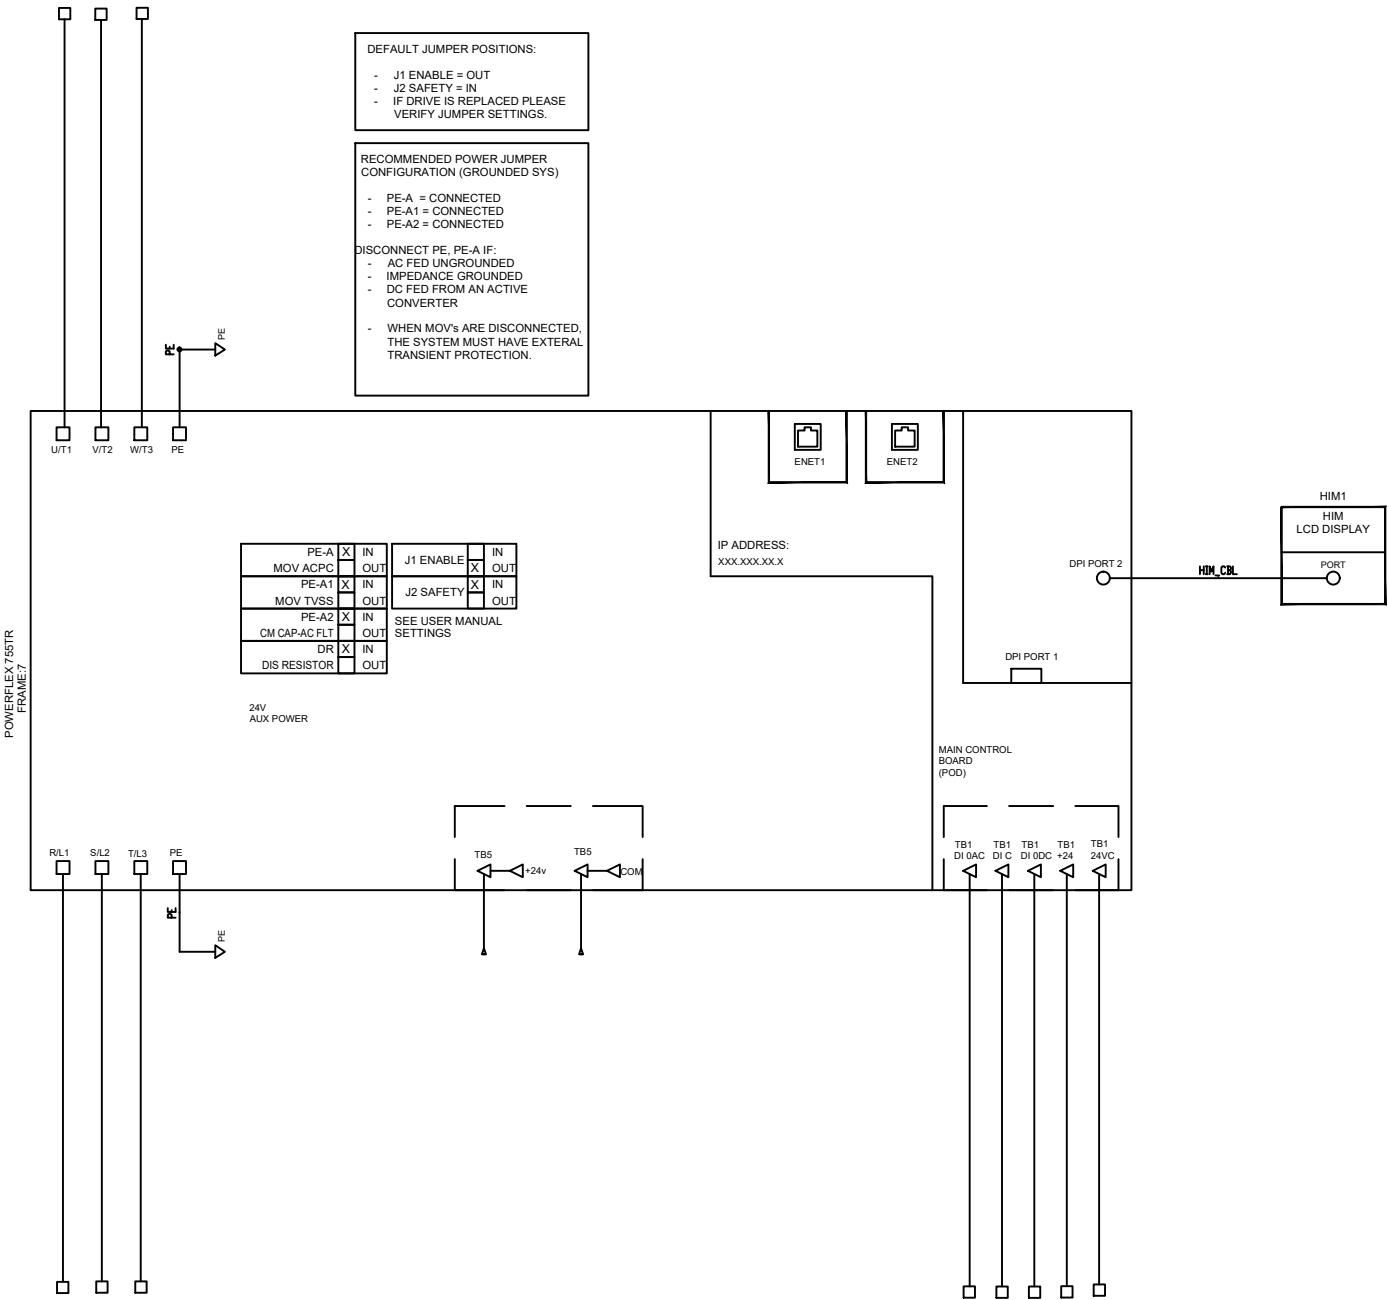 DEFAULT JUMPER POSITIONS:
- J1 ENABLE = OUT
- J2 SAFETY = IN
- IF DRIVE IS REPLACED PLEASE
VERIFY JUMPER SETTINGS.
RECOMMENDED POWER JUMPER
CONFIGURATION (GROUNDED SYS)
- PE-A = CONNECTED
- PE-A1 = CONNECTED
- PE-A2 = CONNECTED
DISCONNECT PE, PE-A IF:
- AC FED UNGROUNDED
- IMPEDANCE GROUNDED
- DC FED FROM AN ACTIVE
CONVERTER
- WHEN MOV's ARE DISCONNECTED,
THE SYSTEM MUST HAVE EXTERAL
TRANSIENT PROTECTION.
PE
PE
U/T1 V/T2 W/T3 PE
ENET1 ENET2
HIM1
HIM
LCD DISPLAY
PORT
HIM_CBL
DPI PORT 2
IP ADDRESS:
XXX.XXX.XX.X
PE-A X IN
MOV ACPC OUT
PE-A1 X IN
MOV TVSS OUT
PE-A2 X IN
CM CAP-AC FLT OUT
DR X IN
DIS RESISTOR OUT
J1 ENABLE IN
X OUT
J2 SAFETY X IN
OUT
SEE USER MANUAL
SETTINGS
DPI PORT 1
POWERFLEX 755TR
FRAME:7
24V
AUX POWER
MAIN CONTROL
BOARD
(POD)
R/L1 S/L2 T/L3 PE
TB5 TB5
+24v COM
TB1 TB1 TB1 TB1 TB1
DI 0AC DI C DI 0DC +24 24VC
PE
PE